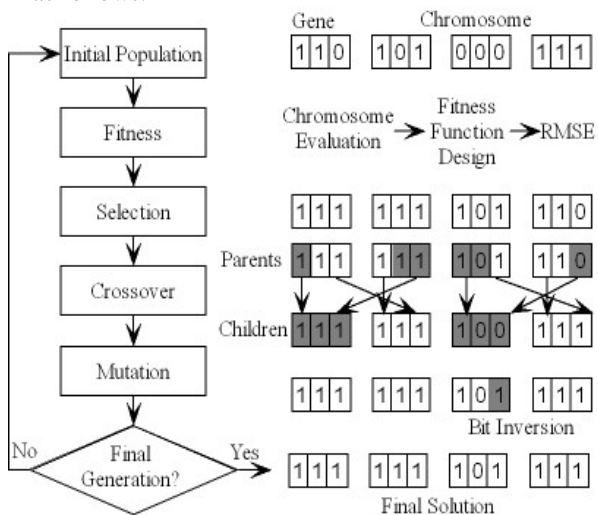 Gene Chromosome
Initial Population 110 101 000 111
Chromosome Evaluation Fitness Function Design RMSE
Fitness
Selection 111 111 101 110
Parents 111 111 101 110
Crossover
Children 111 111 100 111
Mutation 111 111 101 111
Bit Inversion
No Final Generation? Yes 111 111 101 111
Final Solution